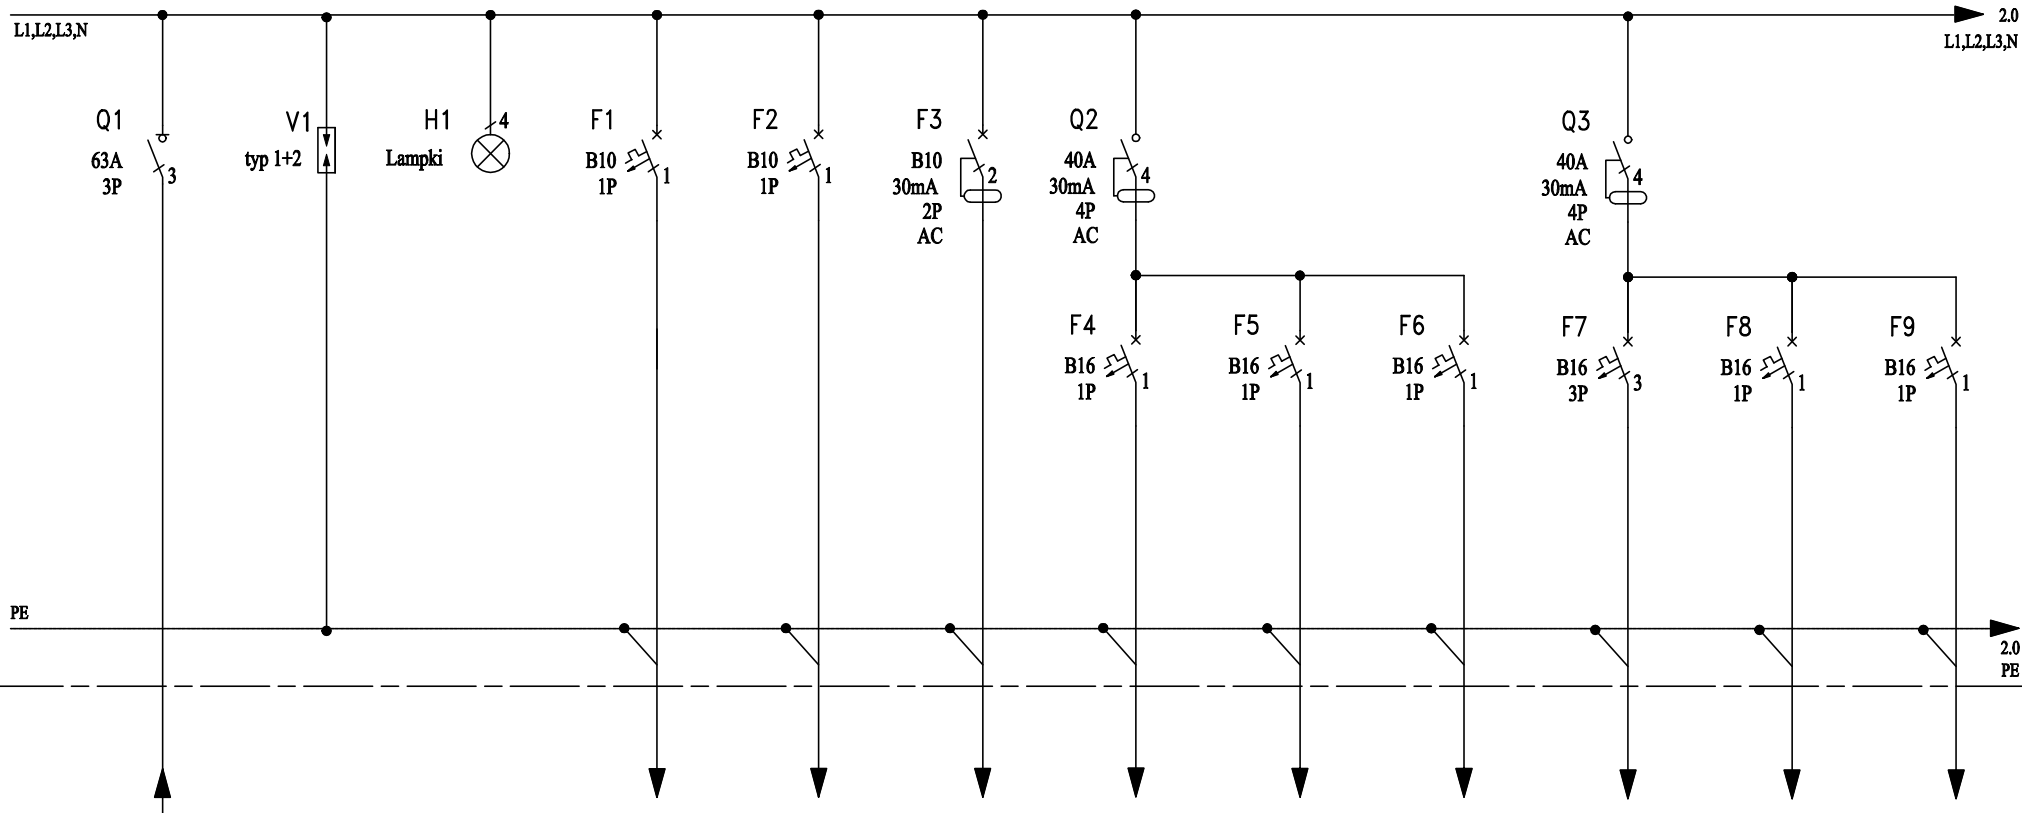 L1,L2,L3,N
2.0
L1,L2,L3,N
Q1
63A
3P
3
V1
typ 1+2
H1
4
Lampki
F1
B10
1P
1
F2
B10
1P
1
F3
B10
30mA
2P
AC
2
Q2
40A
30mA
4P
AC
4
Q3
40A
30mA
4P
AC
4
F4
B16
1P
1
F5
B16
1P
1
F6
B16
1P
1
F7
B16
3P
3
F8
B16
1P
1
F9
B16
1P
1
PE
2.0
PE